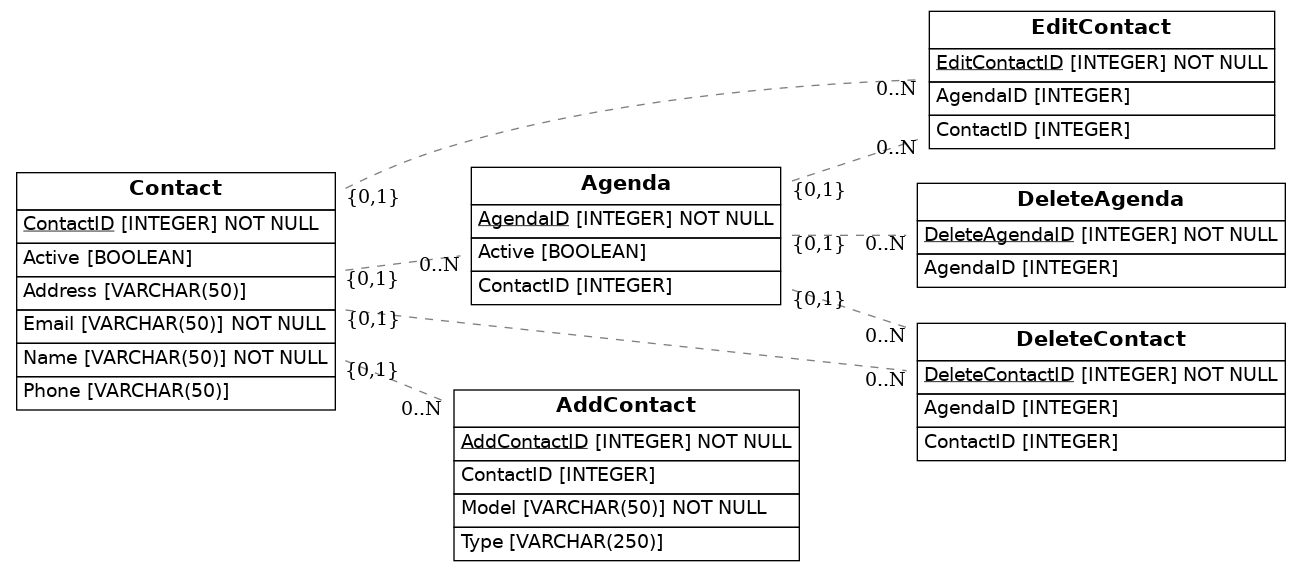 EditContact
EditContactID [INTEGER] NOT NULL
AgendaID [INTEGER]
ContactID [INTEGER]
0..N
0..N
Contact
ContactID [INTEGER] NOT NULL
Active [BOOLEAN]
Address [VARCHAR(50)]
Email [VARCHAR(50)] NOT NULL
Name [VARCHAR(50)] NOT NULL
Phone [VARCHAR(50)]
{0,1}
{0,1}
{0,1}
{0,1}
0..N
Agenda
AgendaID [INTEGER] NOT NULL
Active [BOOLEAN]
ContactID [INTEGER]
{0,1}
{0,1}
{0,1}
0..N
DeleteAgenda
DeleteAgendaID [INTEGER] NOT NULL
AgendaID [INTEGER]
0..N
0..N
DeleteContact
DeleteContactID [INTEGER] NOT NULL
AgendaID [INTEGER]
ContactID [INTEGER]
0..N
AddContact
AddContactID [INTEGER] NOT NULL
ContactID [INTEGER]
Model [VARCHAR(50)] NOT NULL
Type [VARCHAR(250)]